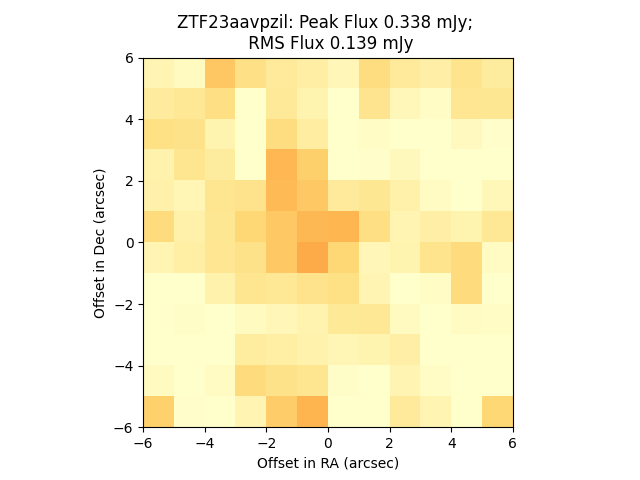 ZTF23aavpzil: Peak Flux 0.338 mJy;
RMS Flux 0.139 mJy
6
4
2
0
−2
−4
−6
Offset in Dec (arcsec)
−6 −4 −2 0 2 4 6
Offset in RA (arcsec)